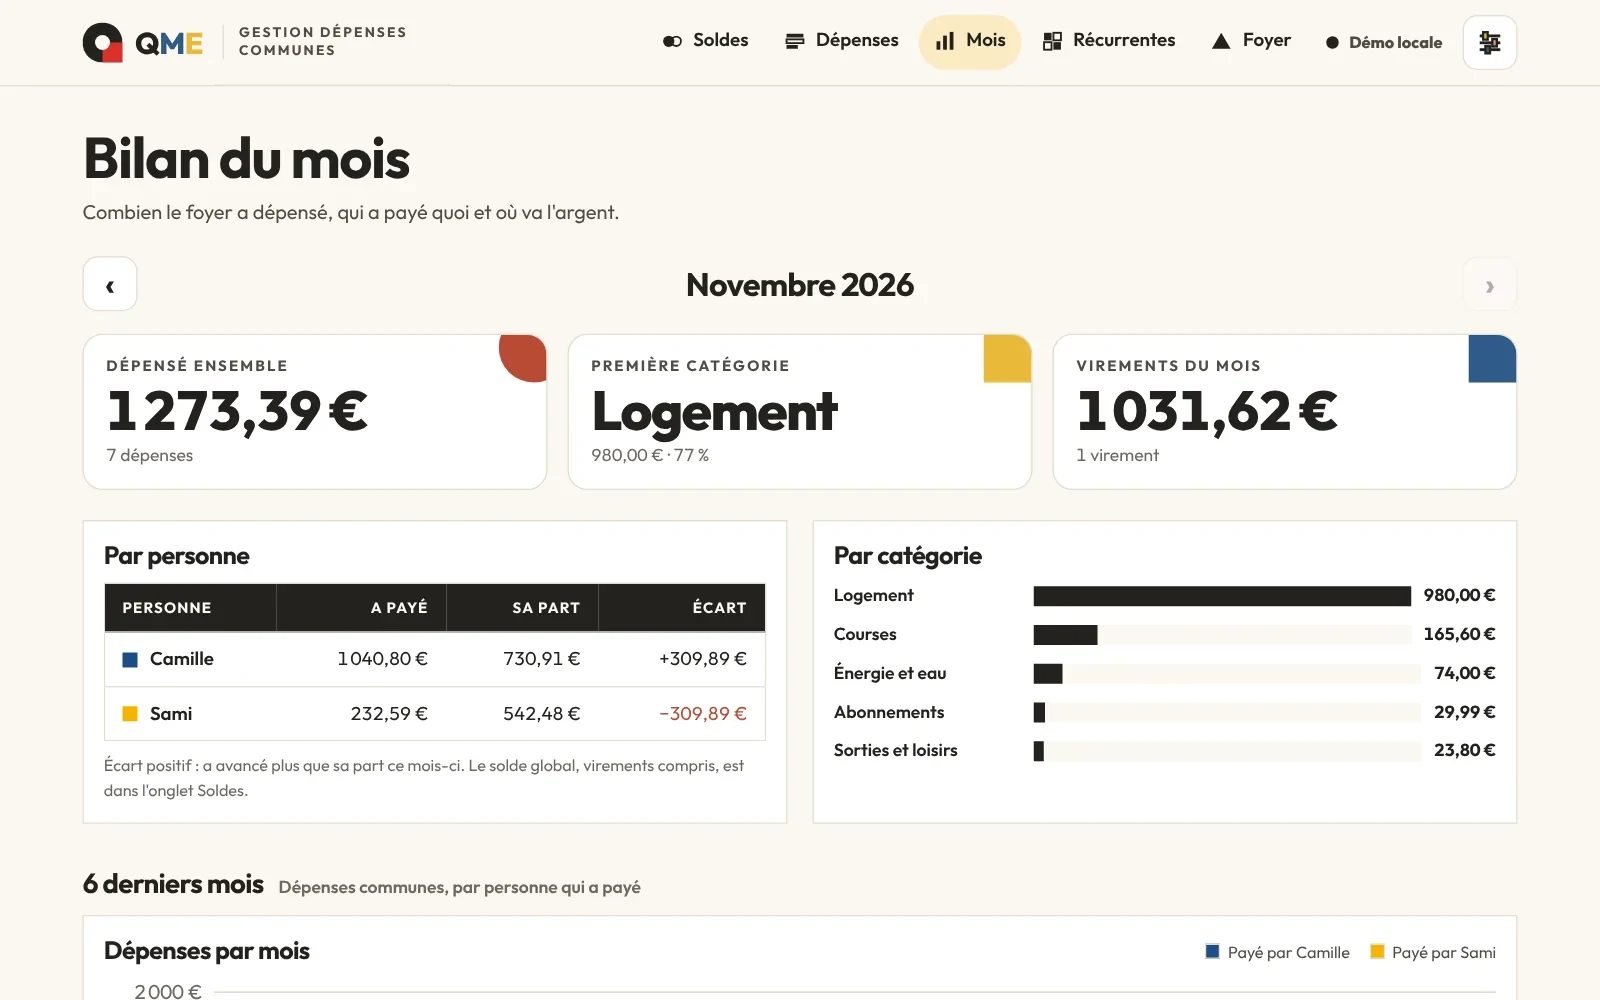 QME
GESTION DÉPENSES
COMMUNES
Soldes
Dépenses
Mois
Récurrentes
Foyer
Démo locale
Bilan du mois
Combien le foyer a dépensé, qui a payé quoi et où va l'argent.
‹
Novembre 2026
›
DÉPENSÉ ENSEMBLE
1 273,39 €
7 dépenses
PREMIÈRE CATÉGORIE
Logement
980,00 € · 77 %
VIREMENTS DU MOIS
1 031,62 €
1 virement
Par personne
PERSONNE A PAYÉ SA PART ÉCART
Camille 1 040,80 € 730,91 € +309,89 €
Sami 232,59 € 542,48 € −309,89 €
Écart positif : a avancé plus que sa part ce mois-ci. Le solde global, virements compris, est
dans l'onglet Soldes.
Par catégorie
Logement 980,00 €
Courses 165,60 €
Énergie et eau 74,00 €
Abonnements 29,99 €
Sorties et loisirs 23,80 €
6 derniers mois Dépenses communes, par personne qui a payé
Dépenses par mois
Payé par Camille Payé par Sami
2 000 €